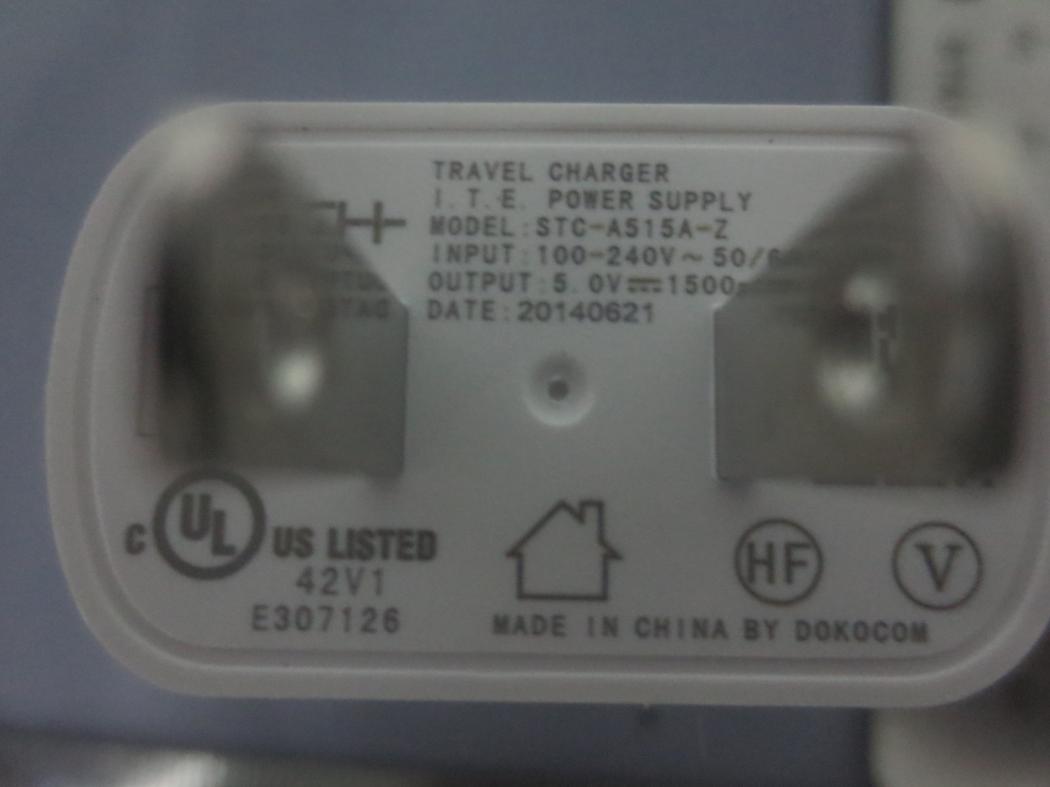 TRAVEL CHARGER
I.T.E. POWER SUPPLY
MODEL:STC-A515A-Z
INPUT:100-240V~ 50/
OUTPUT:5.0V⎓1500
DATE:20140621
C UL US LISTED
42V1
E307126
HF
V
MADE IN CHINA BY DOKOCOM